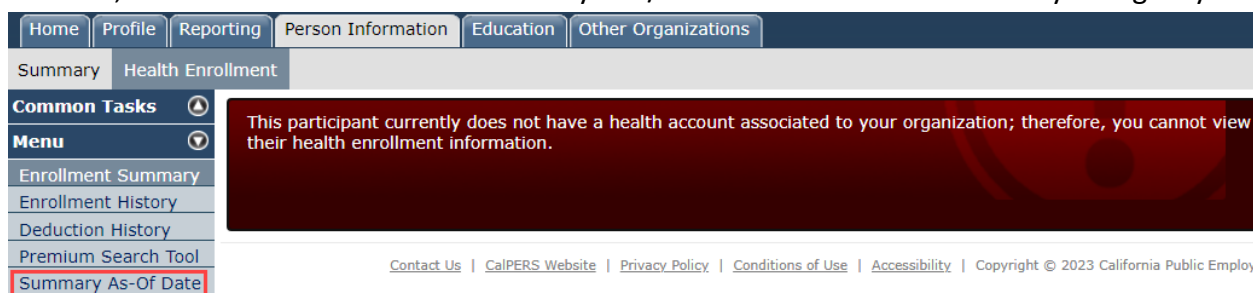 Home Profile Reporting Person Information Education Other Organizations
Summary Health Enrollment
Common Tasks
Menu
Enrollment Summary
Enrollment History
Deduction History
Premium Search Tool
Summary As-Of Date
This participant currently does not have a health account associated to your organization; therefore, you cannot view
their health enrollment information.
Contact Us | CalPERS Website | Privacy Policy | Conditions of Use | Accessibility | Copyright © 2023 California Public Employ